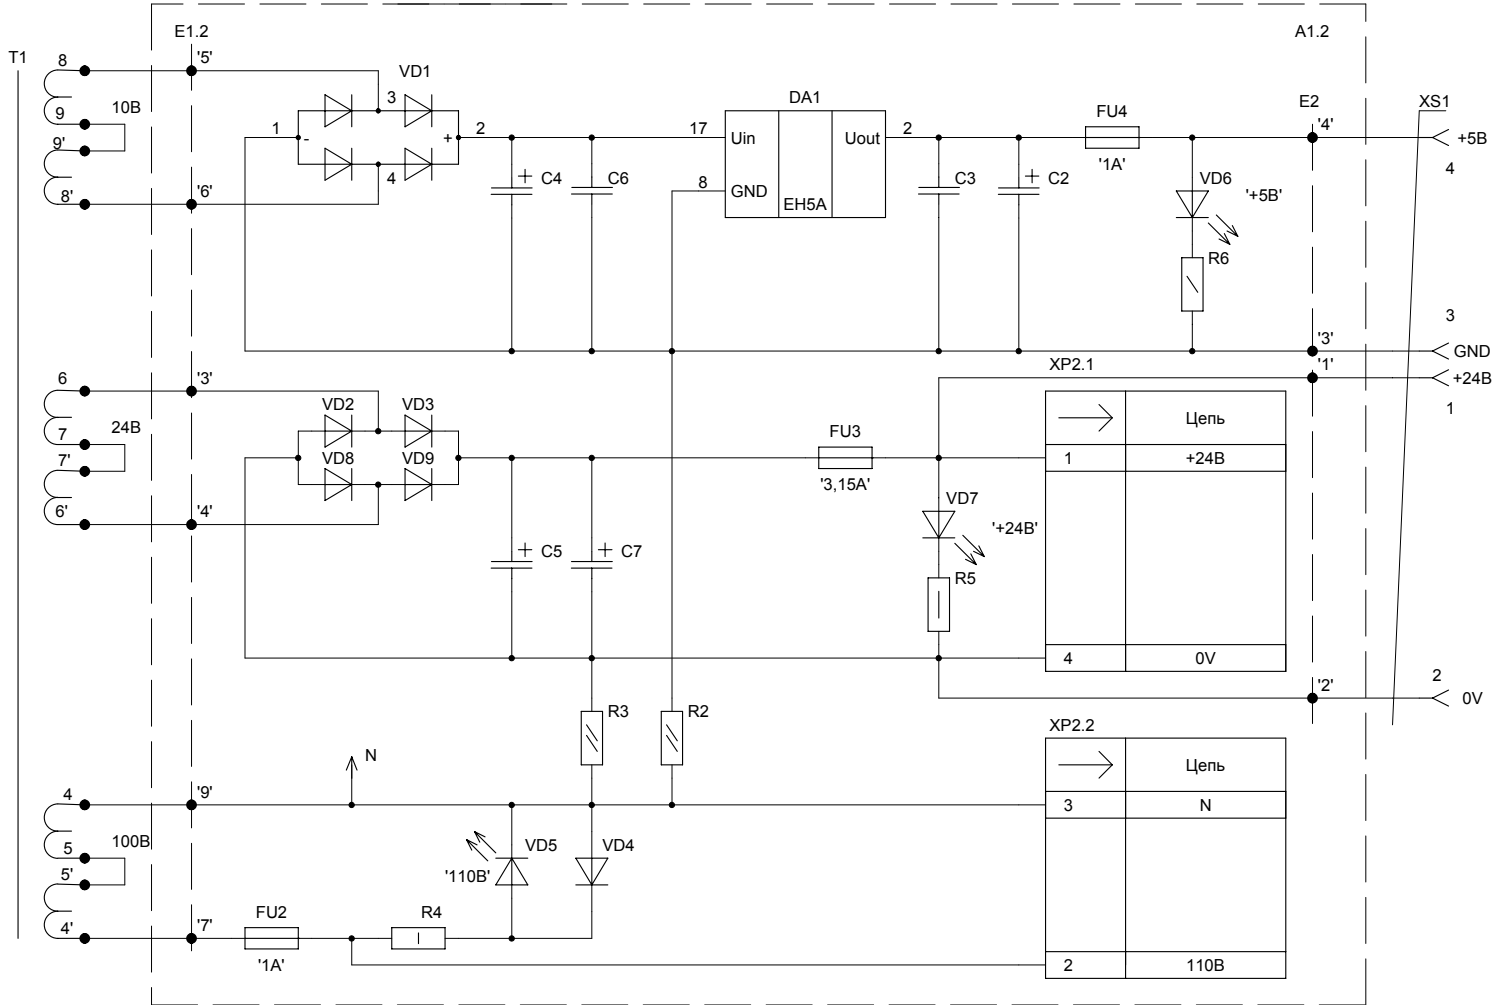 E1.2
A1.2
T1
8
'5'
VD1
10В
9
9'
8'
'6'
1
-
3
4
+
2
C4
+
C6
DA1
17
Uin
Uout
2
8
GND
EH5A
C3
+
C2
FU4
'1A'
VD6
'+5В'
R6
E2
'4'
XS1
+5В
4
3
'3'
GND
'1'
+24В
1
6
'3'
24В
7
7'
6'
'4'
VD2
VD3
VD8
VD9
+
C5
+
C7
FU3
'3,15A'
VD7
'+24В'
R5
XP2.1
Цепь
1
+24В
4
0V
'2'
2
0V
R3
R2
N
XP2.2
Цепь
3
N
2
110В
4
'9'
100В
5
5'
4'
'7'
FU2
'1A'
R4
'110В'
VD5
VD4